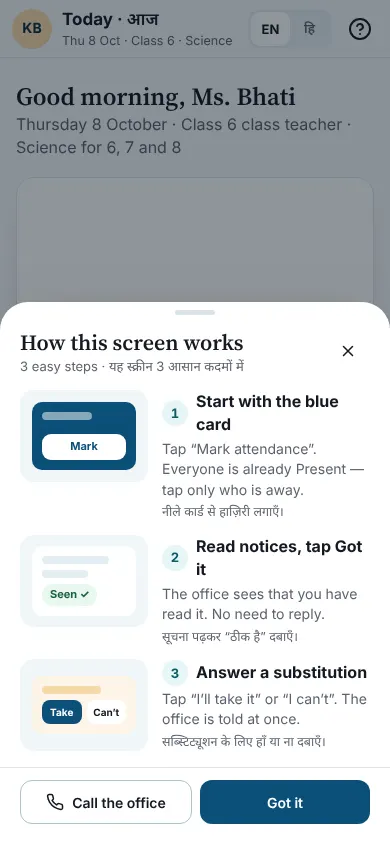 KB
Today · आज
Thu 8 Oct · Class 6 · Science
EN
हि
?
Good morning, Ms. Bhati
Thursday 8 October · Class 6 class teacher ·
Science for 6, 7 and 8
How this screen works
3 easy steps · यह स्क्रीन 3 आसान कदमों में
Mark
1
Start with the blue
card
Tap “Mark attendance”.
Everyone is already Present —
tap only who is away.
नीले कार्ड से हाज़िरी लगाएँ।
Seen ✓
2
Read notices, tap Got
it
The office sees that you have
read it. No need to reply.
सूचना पढ़कर “ठीक है” दबाएँ।
Take
Can’t
3
Answer a substitution
Tap “I’ll take it” or “I can’t”. The
office is told at once.
सब्स्टिट्यूशन के लिए हाँ या ना दबाएँ।
Call the office
Got it